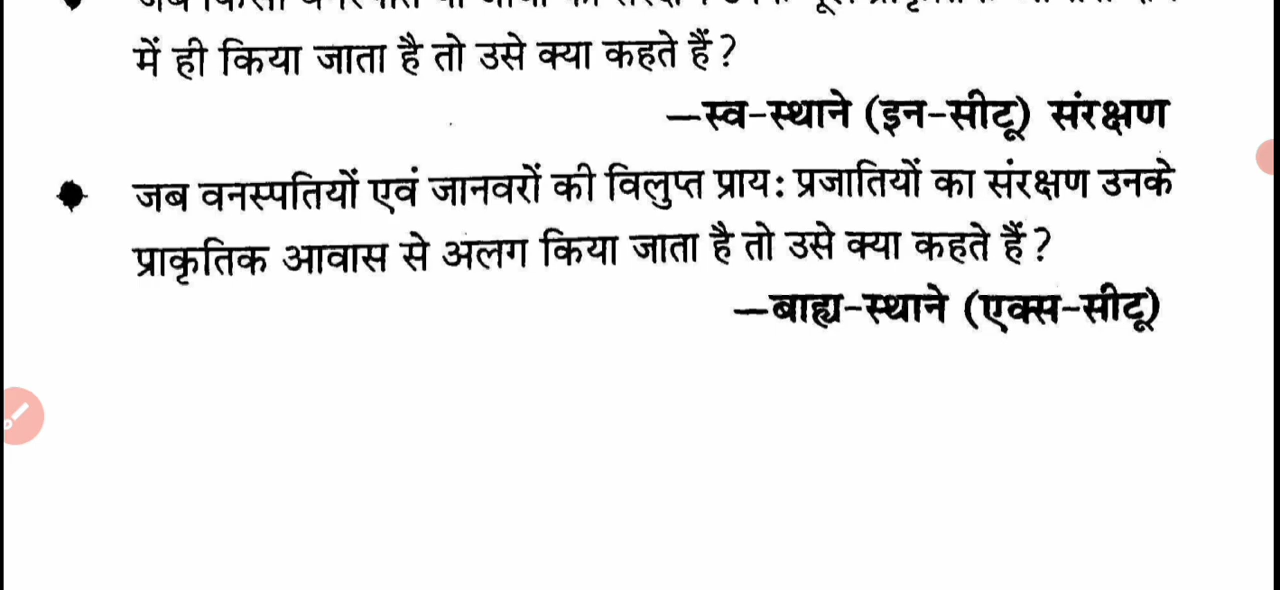 में ही किया जाता है तो उसे क्या कहते हैं?
—स्व-स्थाने (इन-सीटू) संरक्षण
जब वनस्पतियों एवं जानवरों की विलुप्त प्राय: प्रजातियों का संरक्षण उनके
प्राकृतिक आवास से अलग किया जाता है तो उसे क्या कहते हैं?
—बाह्य-स्थाने (एक्स-सीटू)